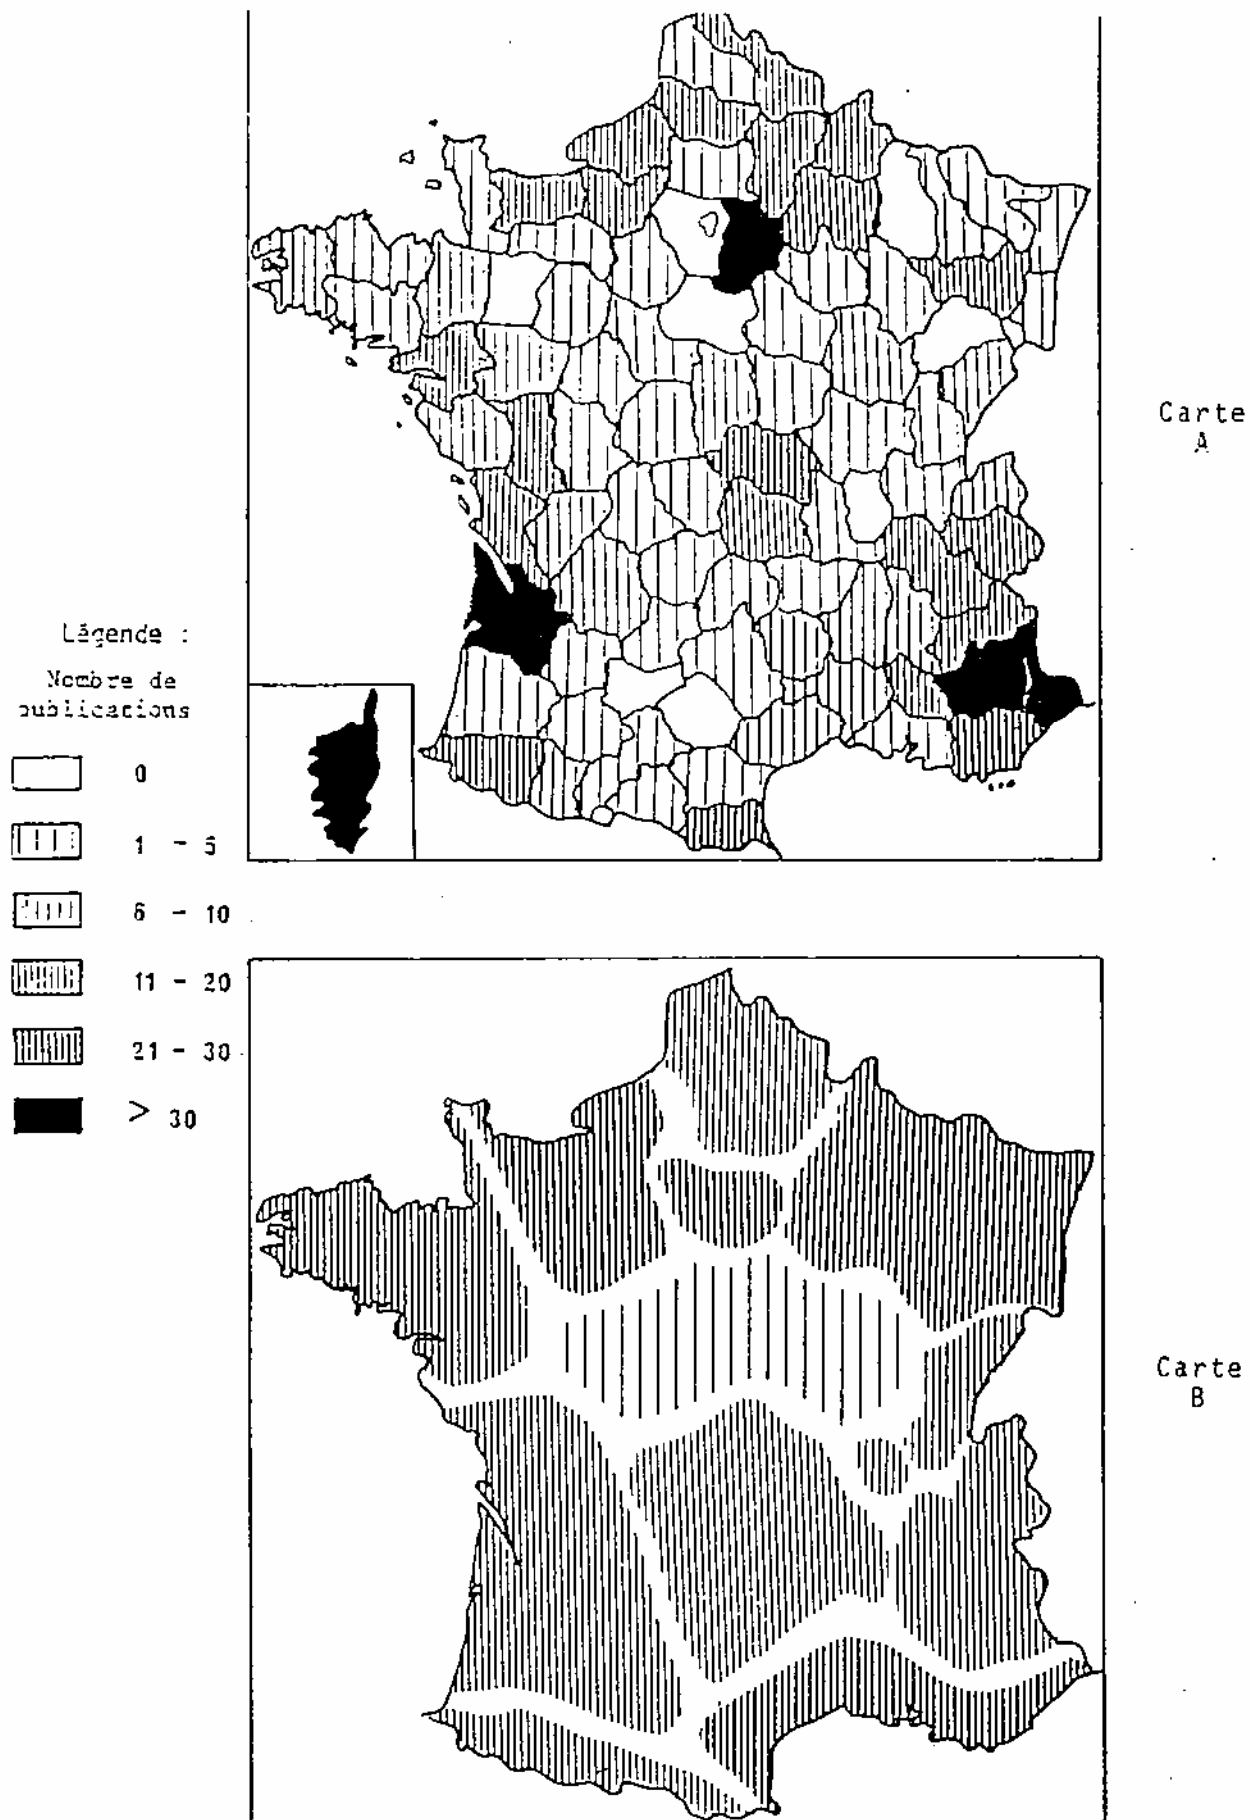 Carte
A
Légende :
Nombre de
publications
0
1 - 5
6 - 10
11 - 20
21 - 30
> 30
Carte
B